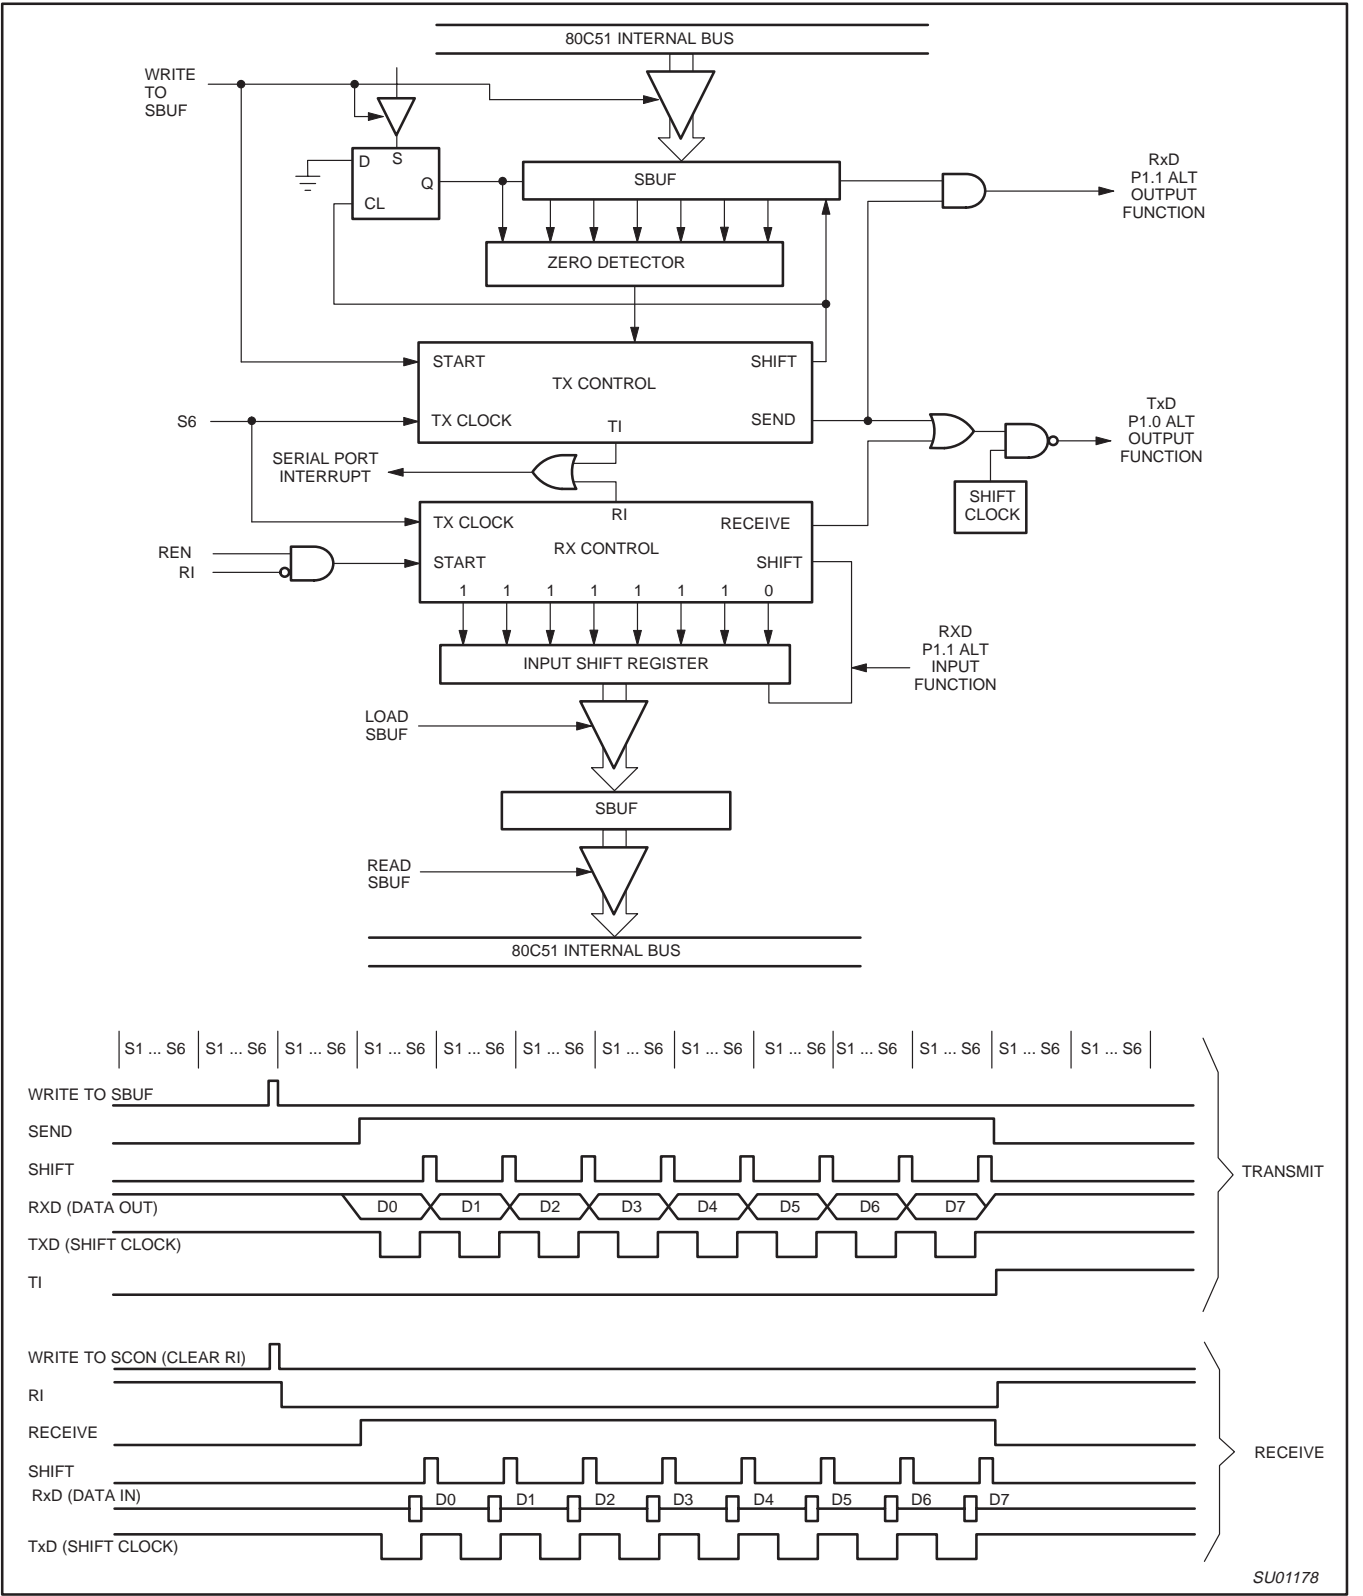 80C51 INTERNAL BUS
WRITE
TO
SBUF
D
S
Q
CL
SBUF
RxD
P1.1 ALT
OUTPUT
FUNCTION
ZERO DETECTOR
START
SHIFT
TX CONTROL
S6
TX CLOCK
TI
SEND
TxD
P1.0 ALT
OUTPUT
FUNCTION
SERIAL PORT
INTERRUPT
SHIFT
CLOCK
TX CLOCK
RI
RECEIVE
RX CONTROL
REN
RI
START
SHIFT
1 1 1 1 1 1 1 0
RXD
P1.1 ALT
INPUT
FUNCTION
INPUT SHIFT REGISTER
LOAD
SBUF
SBUF
READ
SBUF
80C51 INTERNAL BUS
S1 ... S6 S1 ... S6 S1 ... S6 S1 ... S6 S1 ... S6 S1 ... S6 S1 ... S6 S1 ... S6 S1 ... S6 S1 ... S6 S1 ... S6 S1 ... S6 S1 ... S6
WRITE TO SBUF
SEND
SHIFT
TRANSMIT
RXD (DATA OUT) D0 D1 D2 D3 D4 D5 D6 D7
TXD (SHIFT CLOCK)
TI
WRITE TO SCON (CLEAR RI)
RI
RECEIVE
RECEIVE
SHIFT
RxD (DATA IN) D0 D1 D2 D3 D4 D5 D6 D7
TxD (SHIFT CLOCK)
SU01178